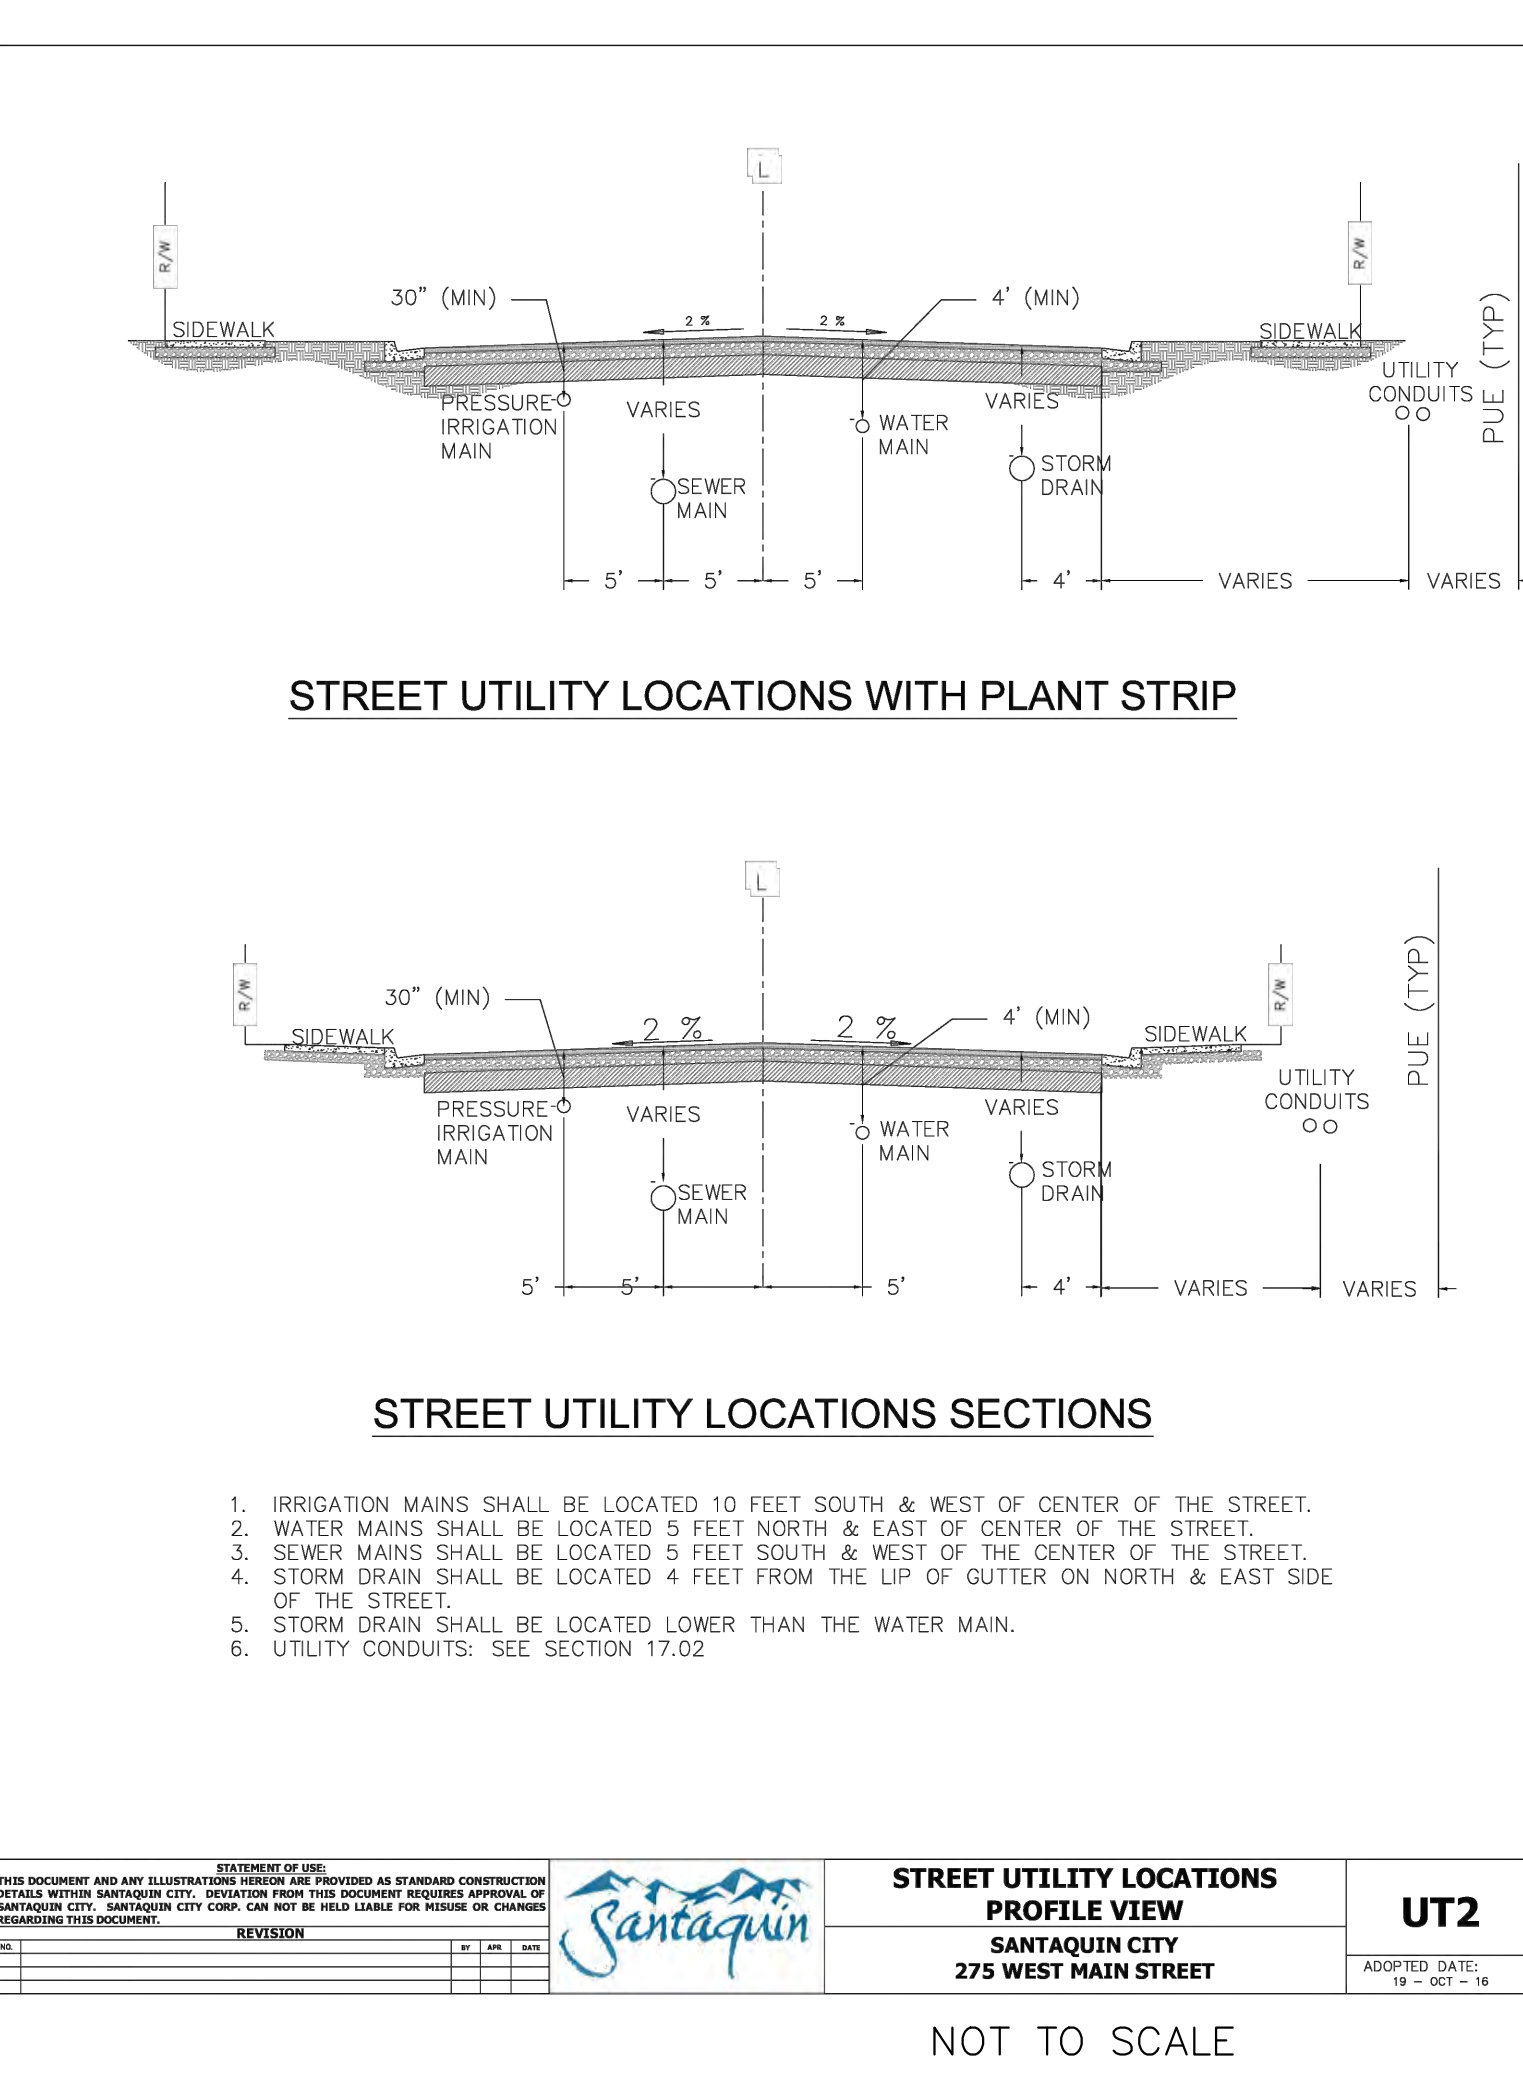 L
R/W
R/W
30" (MIN)
4' (MIN)
2 %
2 %
SIDEWALK
SIDEWALK
PUE (TYP)
UTILITY
CONDUITS
PRESSURE
IRRIGATION
MAIN
VARIES
WATER
MAIN
VARIES
STORM
DRAIN
SEWER
MAIN
5'
5'
5'
4'
VARIES
VARIES
STREET UTILITY LOCATIONS WITH PLANT STRIP
L
R/W
R/W
30" (MIN)
4' (MIN)
2 %
2 %
SIDEWALK
SIDEWALK
PUE (TYP)
UTILITY
CONDUITS
PRESSURE
IRRIGATION
MAIN
VARIES
WATER
MAIN
VARIES
STORM
DRAIN
SEWER
MAIN
5'
5'
5'
4'
VARIES
VARIES
STREET UTILITY LOCATIONS SECTIONS
1. IRRIGATION MAINS SHALL BE LOCATED 10 FEET SOUTH & WEST OF CENTER OF THE STREET.
2. WATER MAINS SHALL BE LOCATED 5 FEET NORTH & EAST OF CENTER OF THE STREET.
3. SEWER MAINS SHALL BE LOCATED 5 FEET SOUTH & WEST OF THE CENTER OF THE STREET.
4. STORM DRAIN SHALL BE LOCATED 4 FEET FROM THE LIP OF GUTTER ON NORTH & EAST SIDE
OF THE STREET.
5. STORM DRAIN SHALL BE LOCATED LOWER THAN THE WATER MAIN.
6. UTILITY CONDUITS: SEE SECTION 17.02
STATEMENT OF USE:
THIS DOCUMENT AND ANY ILLUSTRATIONS HEREON ARE PROVIDED AS STANDARD CONSTRUCTION
DETAILS WITHIN SANTAQUIN CITY. DEVIATION FROM THIS DOCUMENT REQUIRES APPROVAL OF
SANTAQUIN CITY. SANTAQUIN CITY CORP. CAN NOT BE HELD LIABLE FOR MISUSE OR CHANGES
REGARDING THIS DOCUMENT.
REVISION
NO.
BY
APR
DATE
Santaquin
STREET UTILITY LOCATIONS
PROFILE VIEW
SANTAQUIN CITY
275 WEST MAIN STREET
UT2
ADOPTED DATE:
19 - OCT - 16
NOT TO SCALE